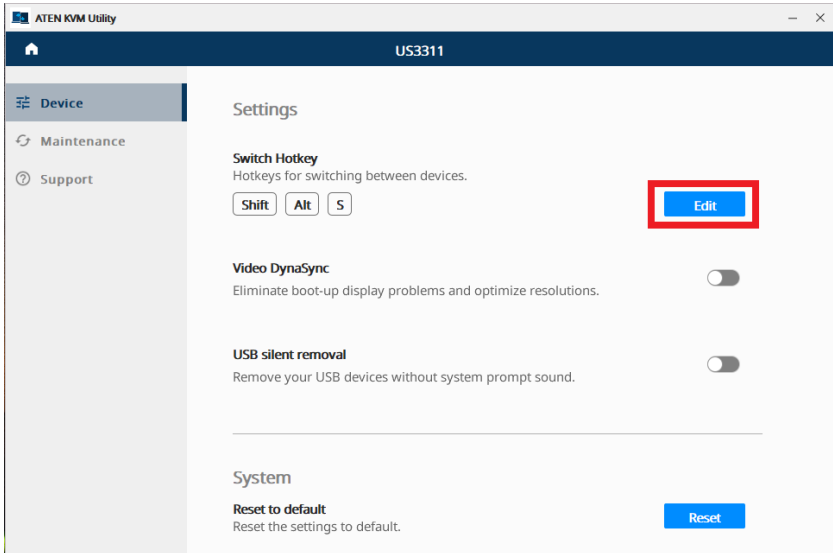 ATEN KVM Utility
US3311
Device
Maintenance
Support
Settings
Switch Hotkey
Hotkeys for switching between devices.
Shift Alt S
Edit
Video DynaSync
Eliminate boot-up display problems and optimize resolutions.
USB silent removal
Remove your USB devices without system prompt sound.
System
Reset to default
Reset the settings to default.
Reset